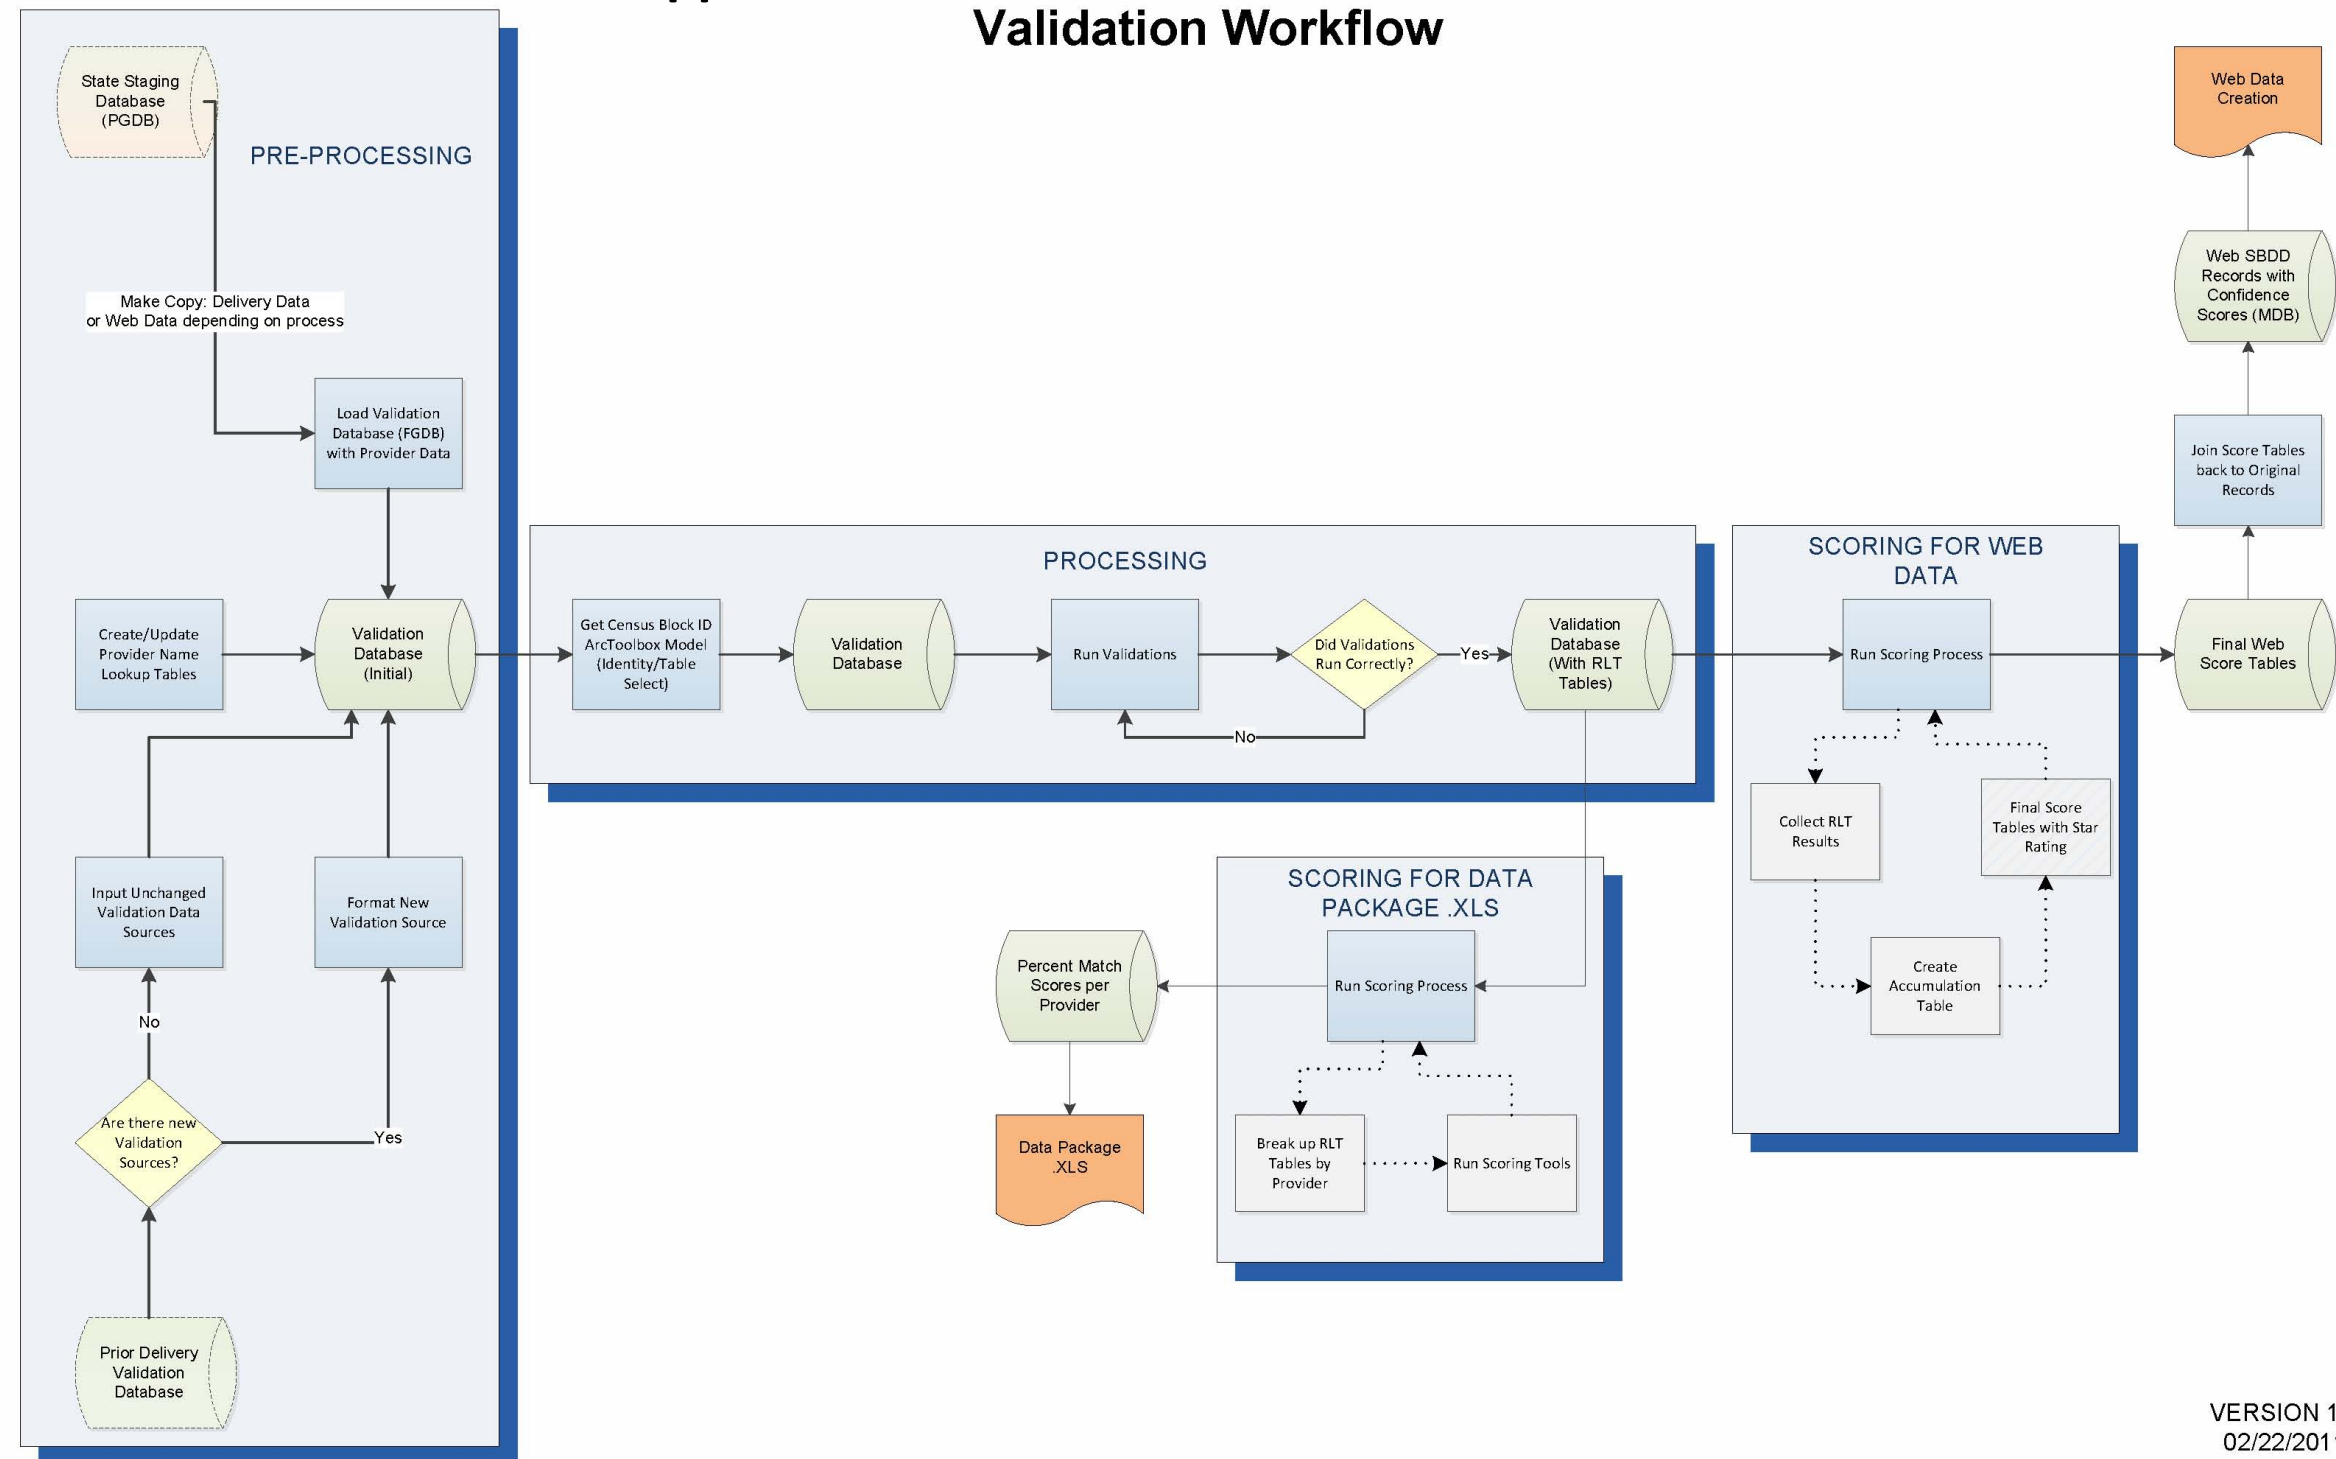 Validation Workflow
State Staging
Database
(PGDB)
PRE-PROCESSING
Make Copy: Delivery Data
or Web Data depending on process
Load Validation
Database (FGDB)
with Provider Data
Create/Update
Provider Name
Lookup Tables
Validation
Database
(Initial)
Input Unchanged
Validation Data
Sources
Format New
Validation Source
No
Are there new
Validation
Sources?
Yes
Prior Delivery
Validation
Database
PROCESSING
Get Census Block ID
ArcToolbox Model
(Identity/Table
Select)
Validation
Database
Run Validations
Did Validations
Run Correctly?
Yes
No
Validation
Database
(With RLT
Tables)
SCORING FOR DATA
PACKAGE .XLS
Run Scoring Process
Percent Match
Scores per
Provider
Data Package
.XLS
Break up RLT
Tables by
Provider
Run Scoring Tools
SCORING FOR WEB
DATA
Run Scoring Process
Collect RLT
Results
Create
Accumulation
Table
Final Score
Tables with Star
Rating
Final Web
Score Tables
Join Score Tables
back to Original
Records
Web SBDD
Records with
Confidence
Scores (MDB)
Web Data
Creation
VERSION 1
02/22/201